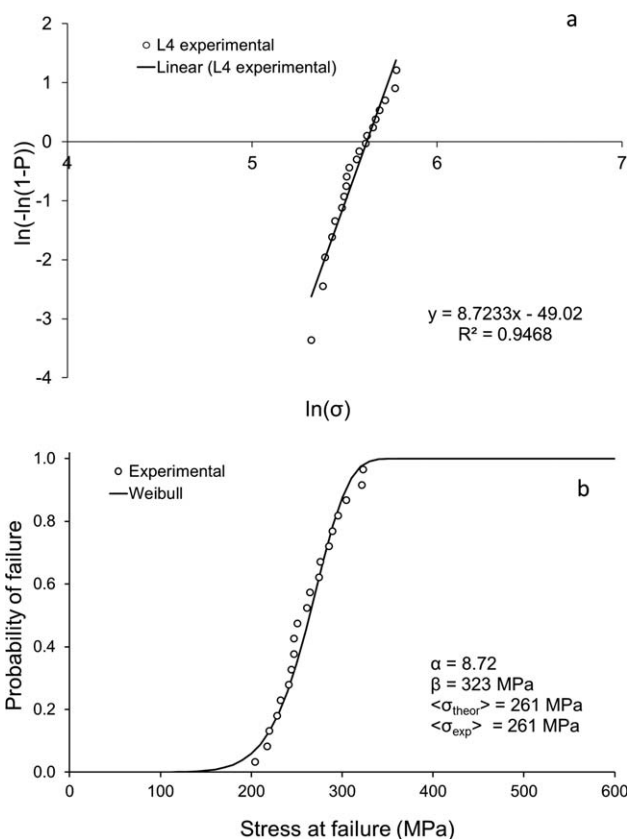 a
2
1
0
-1
-2
-3
-4
4
5
6
7
L4 experimental
Linear (L4 experimental)
ln(-ln(1-P))
y = 8.7233x - 49.02
R² = 0.9468
ln(σ)
b
1.0
0.8
0.6
0.4
0.2
0.0
Experimental
Weibull
Probability of failure
α = 8.72
β = 323 MPa
<σtheor> = 261 MPa
<σexp> = 261 MPa
0
100
200
300
400
500
600
Stress at failure (MPa)